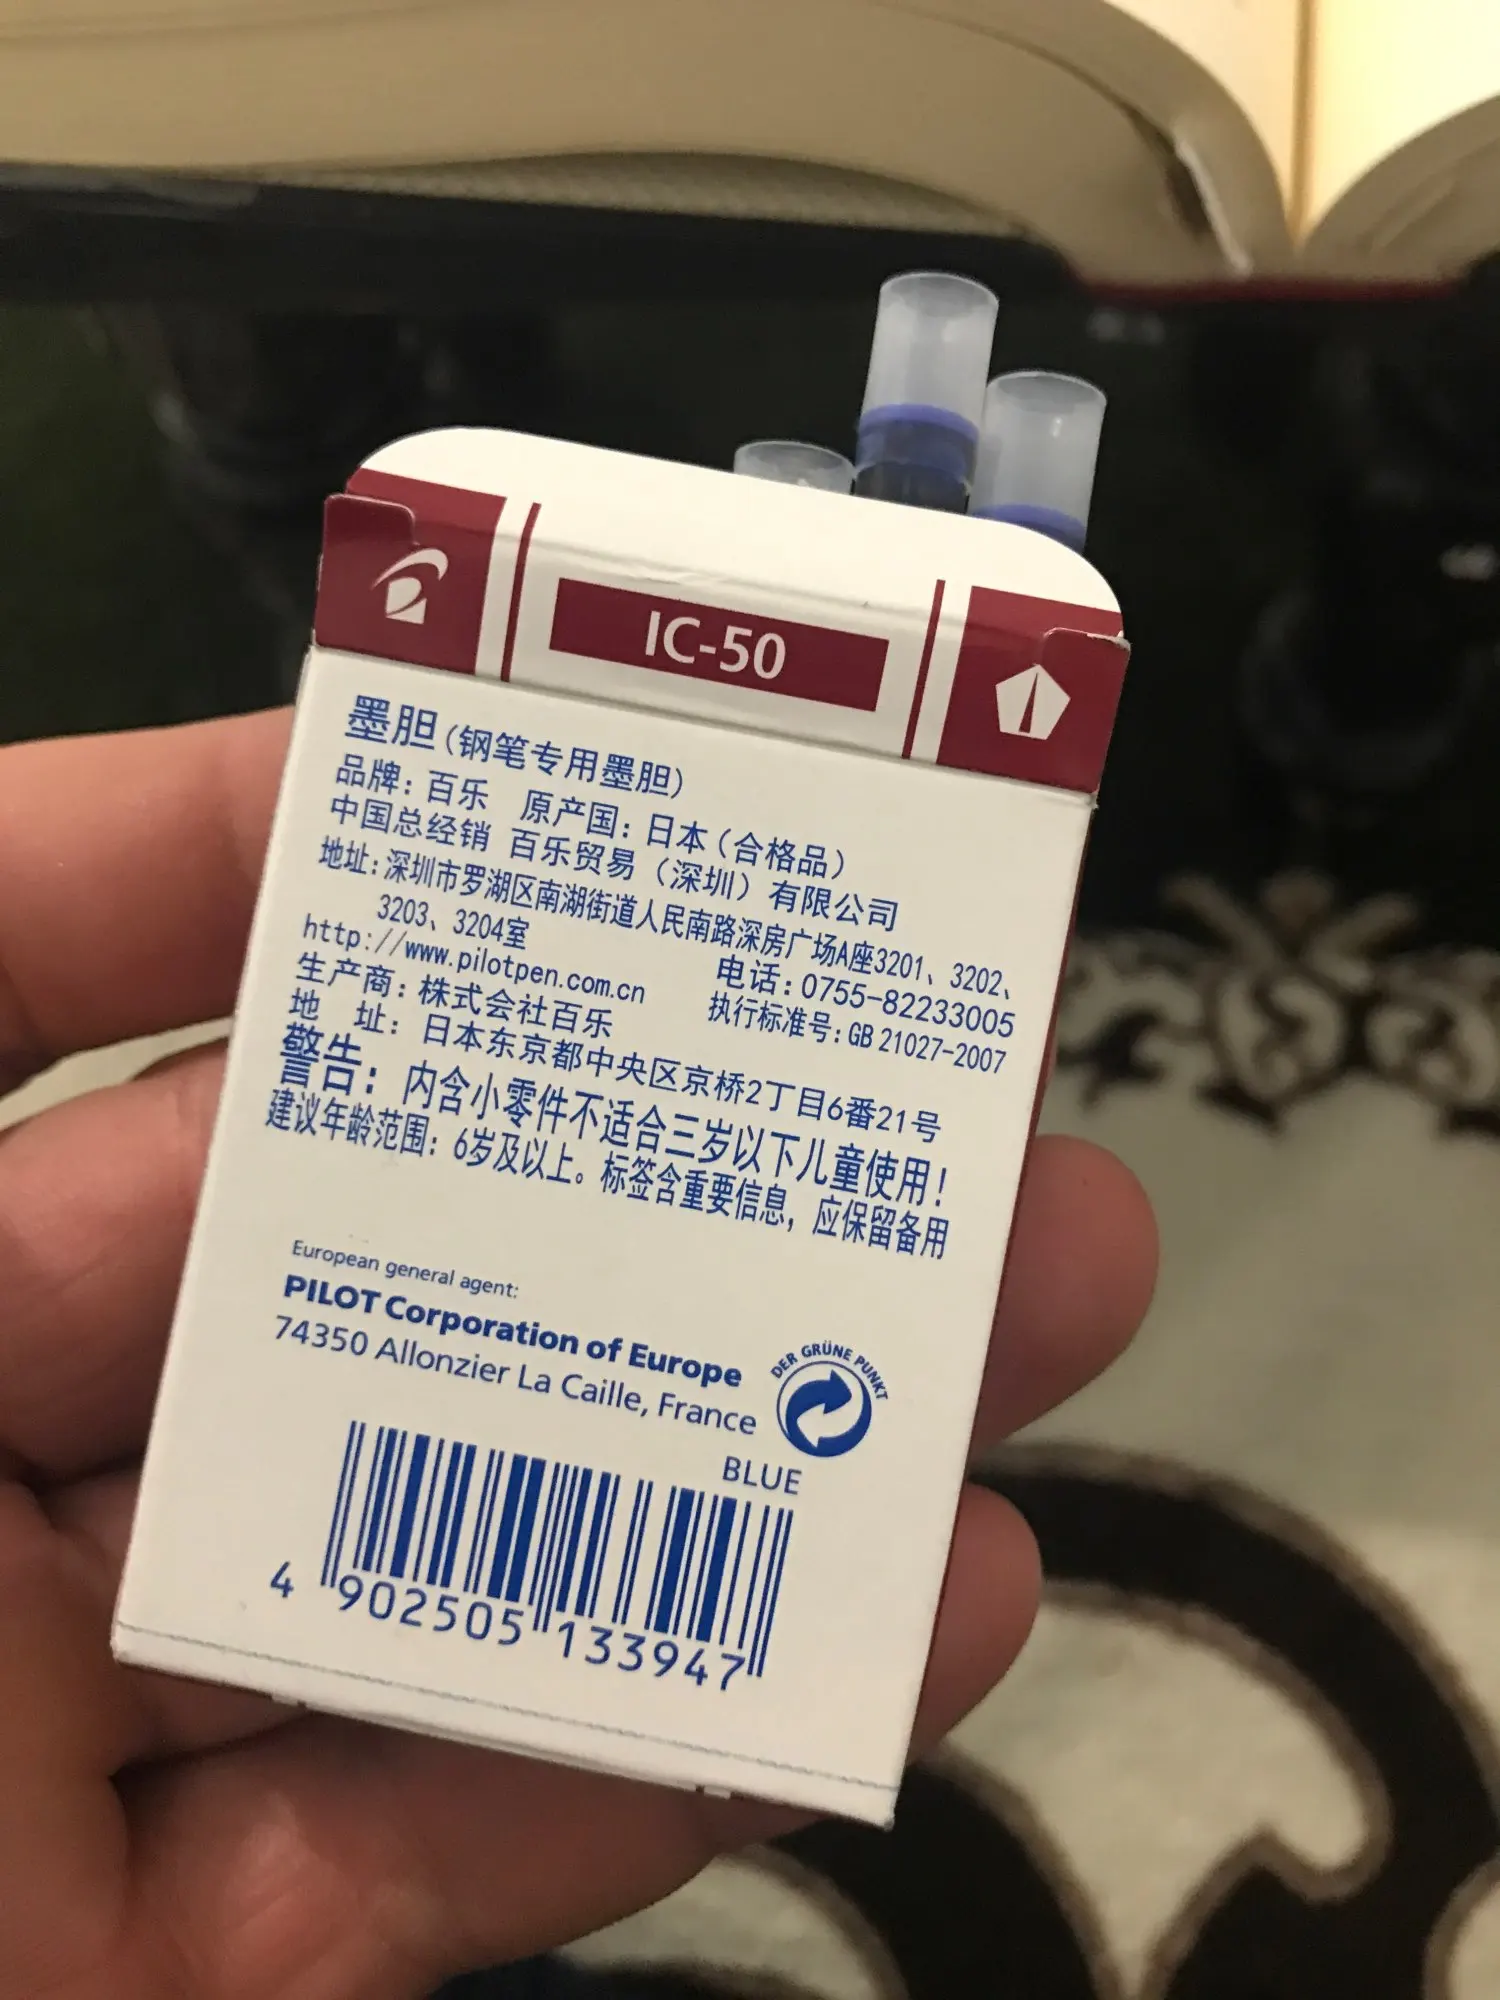 IC-50
墨胆(钢笔专用墨胆)
品牌:百乐 原产国:日本(合格品)
中国总经销 百乐贸易(深圳)有限公司
地址:深圳市罗湖区南湖街道人民南路深房广场A座3201、3202、
3203、3204室
电话:0755-82233005
http://www.pilotpen.com.cn
执行标准号:GB 21027-2007
生产商:株式会社百乐
地 址:日本东京都中央区京桥2丁目6番21号
警告:内含小零件不适合三岁以下儿童使用!
建议年龄范围:6岁及以上。标签含重要信息,应保留备用
European general agent:
PILOT Corporation of Europe
74350 Allonzier La Caille, France
DER GRÜNE PUNKT
BLUE
4 902505 133947